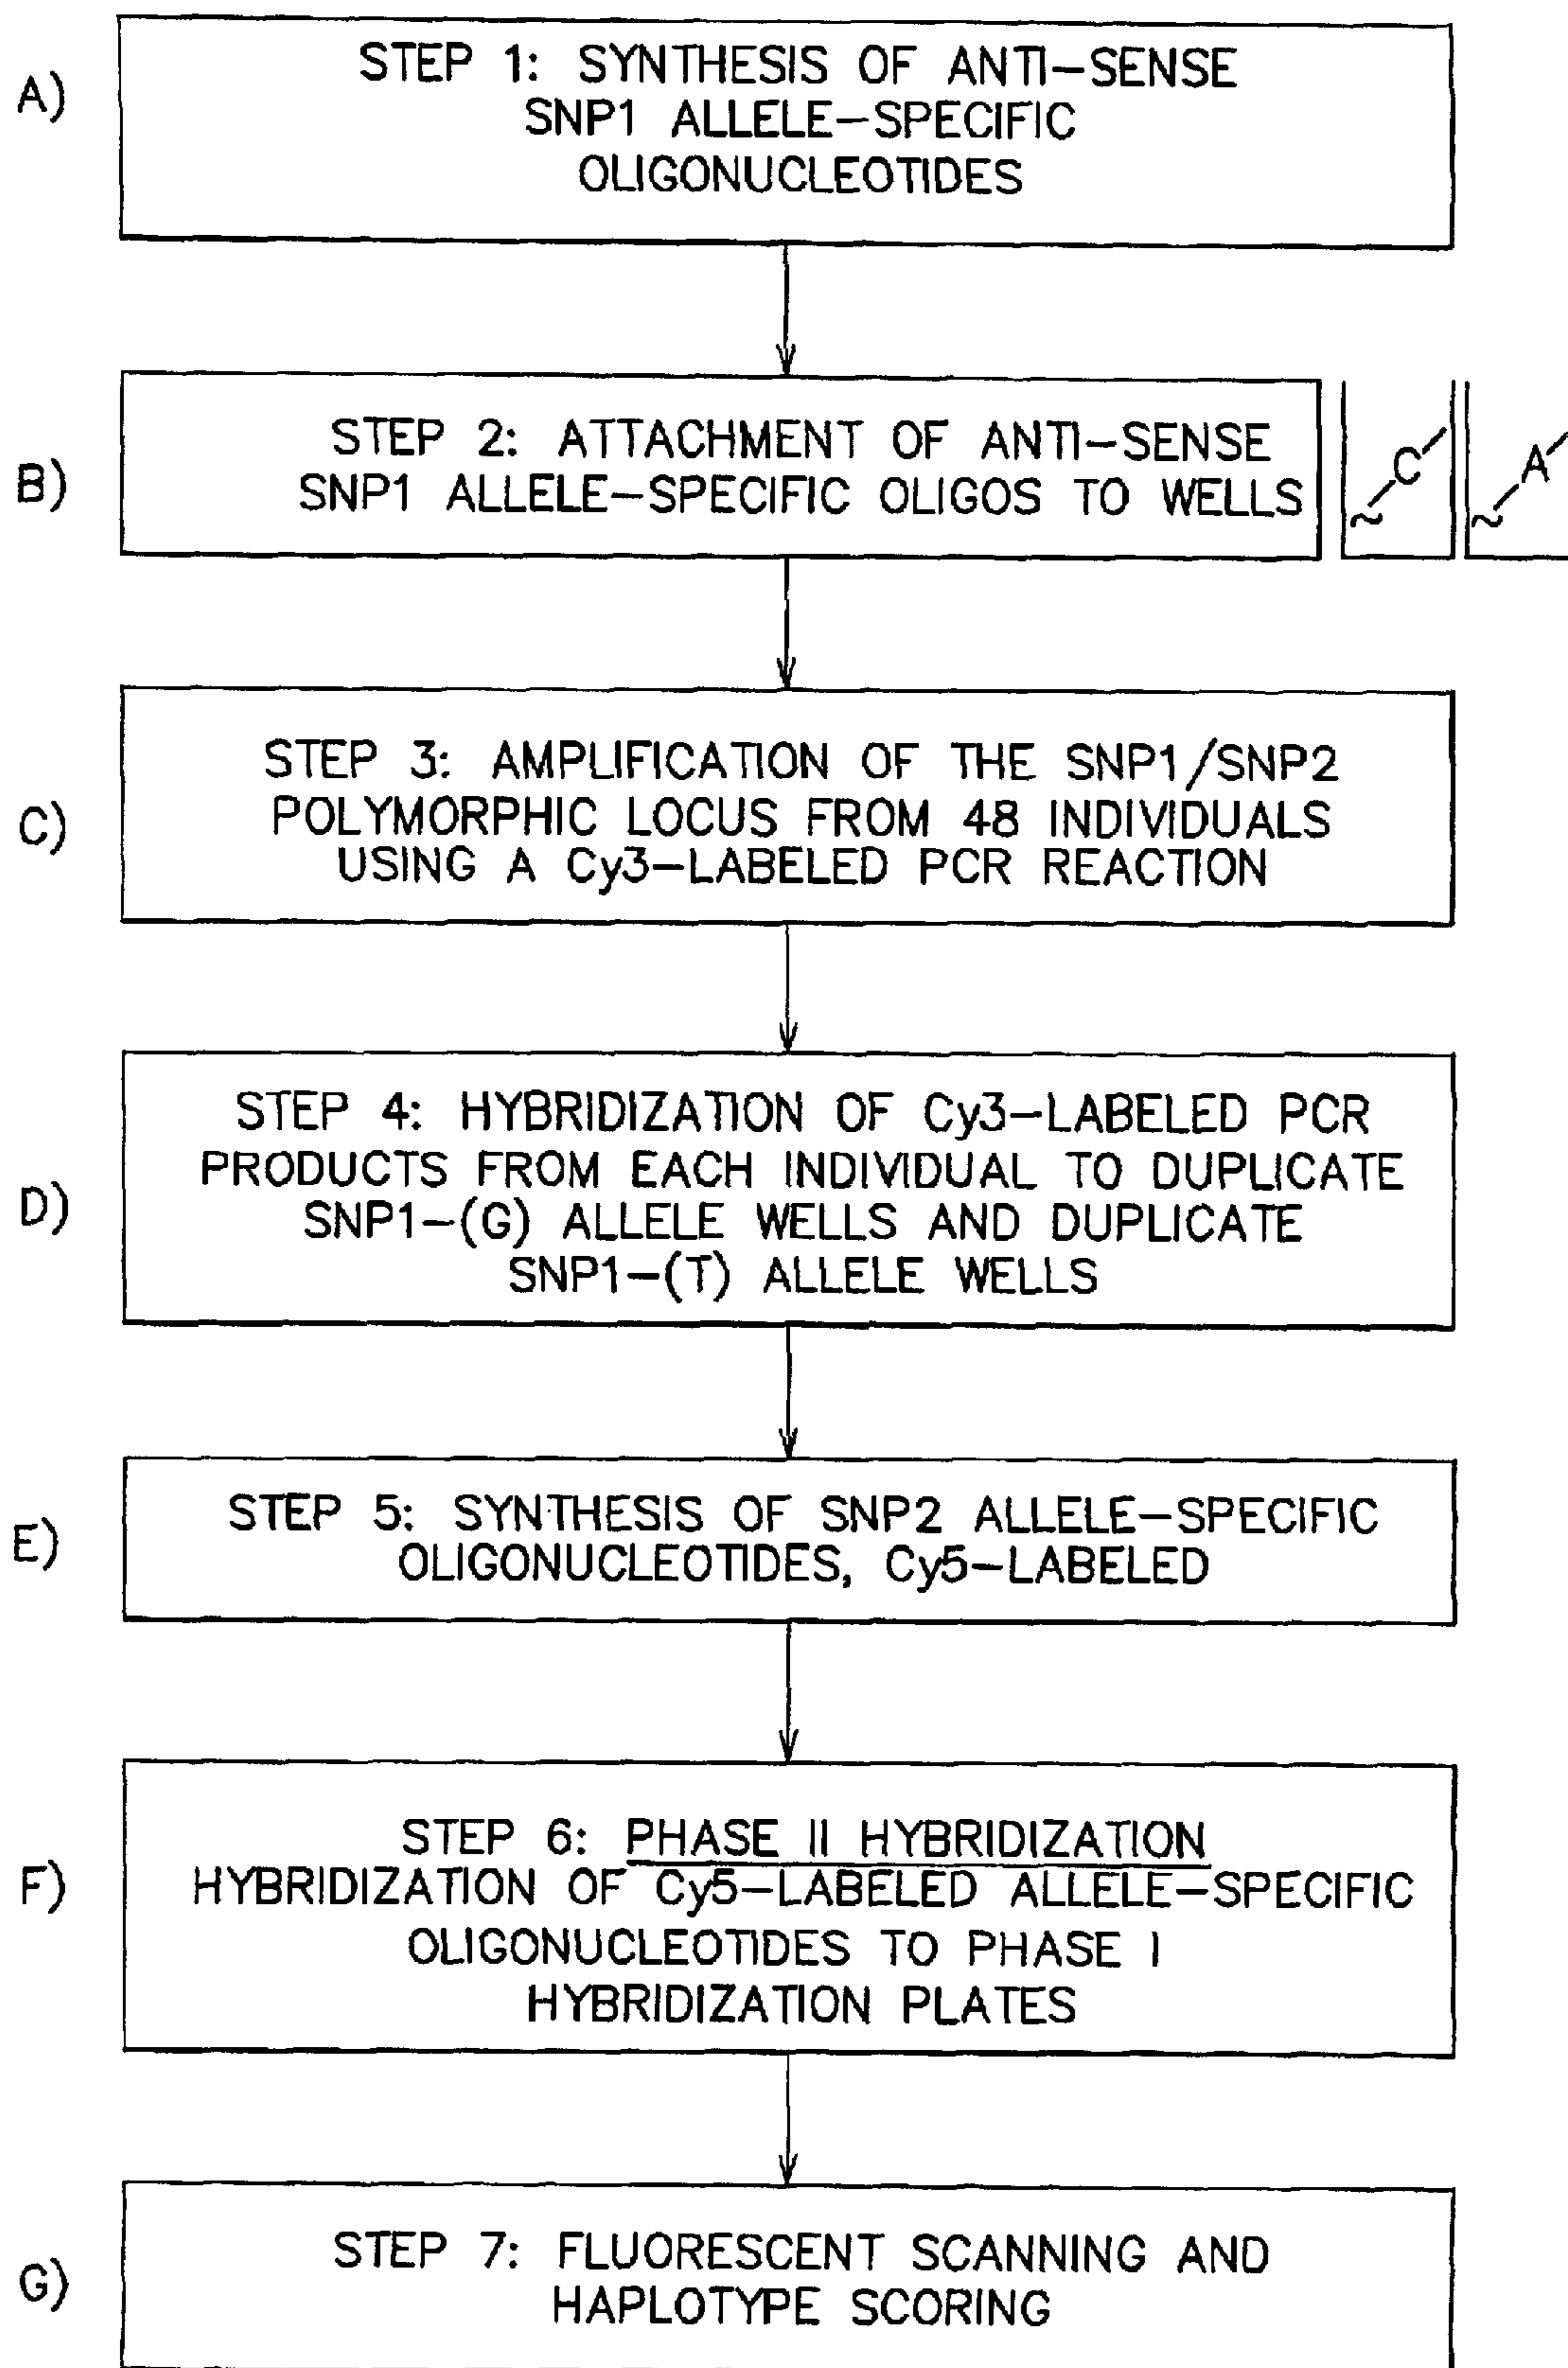 A)
STEP 1: SYNTHESIS OF ANTI-SENSE
SNP1 ALLELE-SPECIFIC
OLIGONUCLEOTIDES
B)
STEP 2: ATTACHMENT OF ANTI-SENSE
SNP1 ALLELE-SPECIFIC OLIGOS TO WELLS
C
A
C)
STEP 3: AMPLIFICATION OF THE SNP1/SNP2
POLYMORPHIC LOCUS FROM 48 INDIVIDUALS
USING A Cy3-LABELED PCR REACTION
D)
STEP 4: HYBRIDIZATION OF Cy3-LABELED PCR
PRODUCTS FROM EACH INDIVIDUAL TO DUPLICATE
SNP1-(G) ALLELE WELLS AND DUPLICATE
SNP1-(T) ALLELE WELLS
E)
STEP 5: SYNTHESIS OF SNP2 ALLELE-SPECIFIC
OLIGONUCLEOTIDES, Cy5-LABELED
F)
STEP 6: PHASE II HYBRIDIZATION
HYBRIDIZATION OF Cy5-LABELED ALLELE-SPECIFIC
OLIGONUCLEOTIDES TO PHASE I
HYBRIDIZATION PLATES
G)
STEP 7: FLUORESCENT SCANNING AND
HAPLOTYPE SCORING